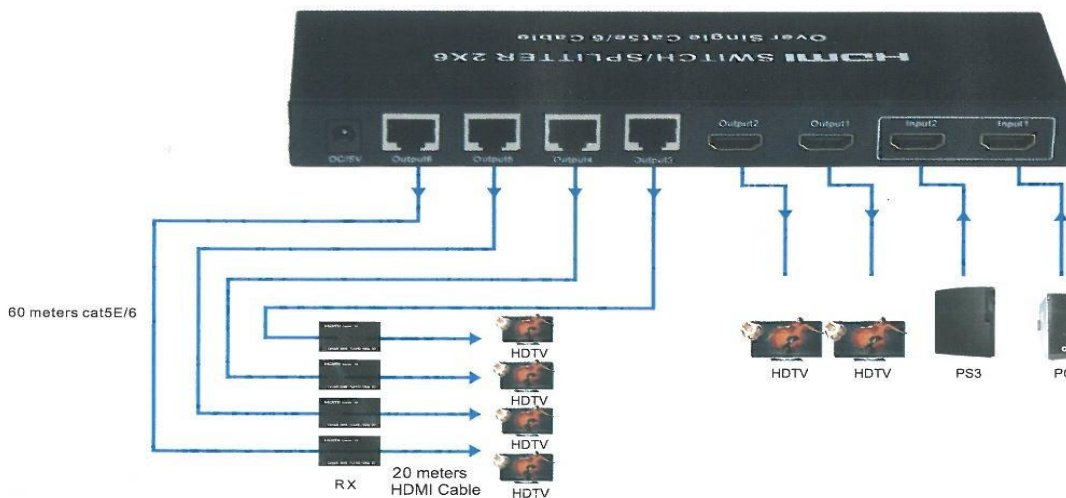 Over Single Cat5e/6 Cable
HDMI SWITCH/SPLITTER 2X6
DC/5V
Output6
Output5
Output4
Output3
Output2
Output1
Input2
Input1
60 meters cat5E/6
HDTV
HDTV
HDTV
HDTV
RX
20 meters
HDMI Cable
HDTV
HDTV
PS3